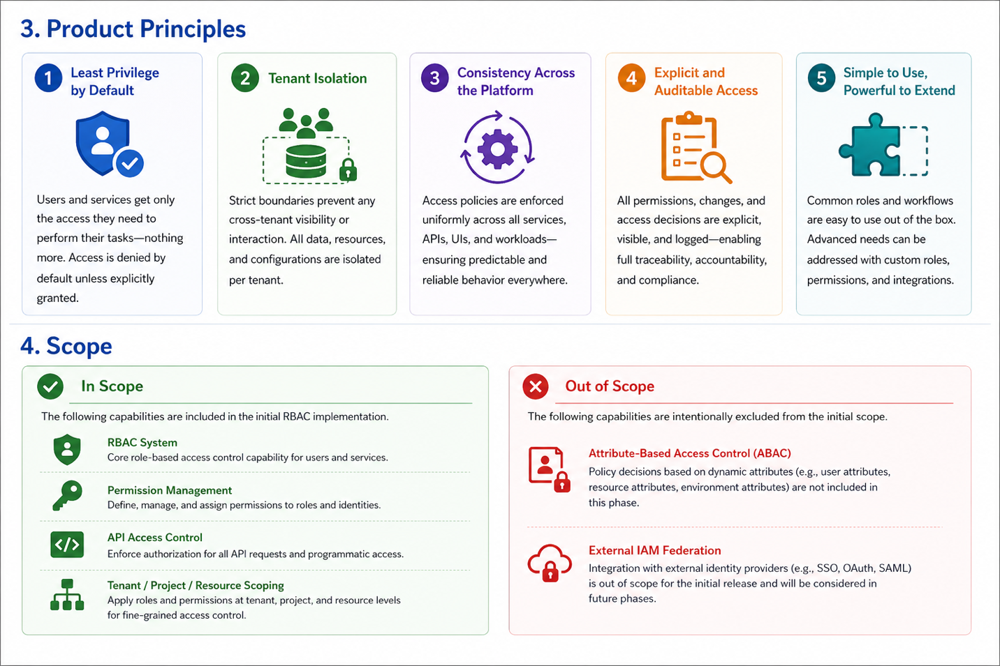 3. Product Principles
1
Least Privilege
by Default
Users and services get only
the access they need to
perform their tasks—nothing
more. Access is denied by
default unless explicitly
granted.
2
Tenant Isolation
Strict boundaries prevent any
cross-tenant visibility or
interaction. All data, resources,
and configurations are isolated
per tenant.
3
Consistency Across
the Platform
Access policies are enforced
uniformly across all services,
APIs, UIs, and workloads—
ensuring predictable and
reliable behavior everywhere.
4
Explicit and
Auditable Access
All permissions, changes, and
access decisions are explicit,
visible, and logged—enabling
full traceability, accountability,
and compliance.
5
Simple to Use,
Powerful to Extend
Common roles and workflows
are easy to use out of the box.
Advanced needs can be
addressed with custom roles,
permissions, and integrations.
4. Scope
In Scope
The following capabilities are included in the initial RBAC implementation.
RBAC System
Core role-based access control capability for users and services.
Permission Management
Define, manage, and assign permissions to roles and identities.
</>
API Access Control
Enforce authorization for all API requests and programmatic access.
Tenant / Project / Resource Scoping
Apply roles and permissions at tenant, project, and resource levels
for fine-grained access control.
Out of Scope
The following capabilities are intentionally excluded from the initial scope.
Attribute-Based Access Control (ABAC)
Policy decisions based on dynamic attributes (e.g., user attributes,
resource attributes, environment attributes) are not included in
this phase.
External IAM Federation
Integration with external identity providers (e.g., SSO, OAuth, SAML)
is out of scope for the initial release and will be considered in
future phases.